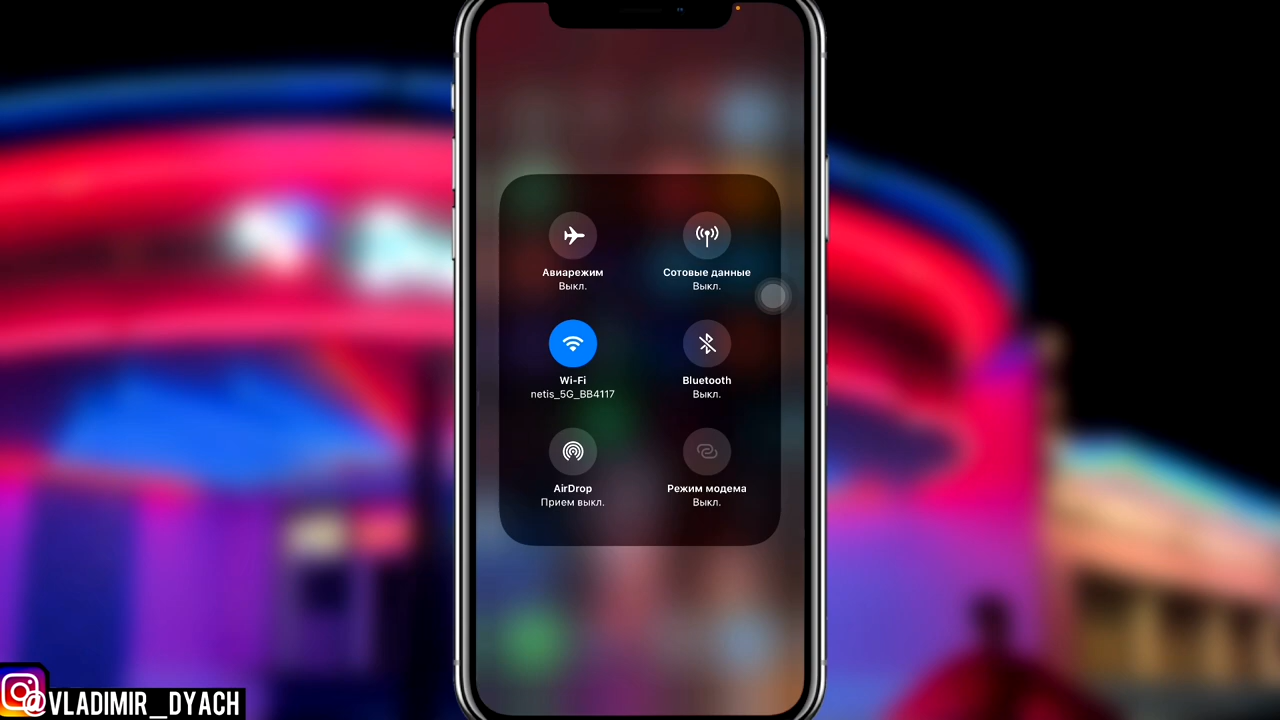 Авиарежим
Выкл.
Сотовые данные
Выкл.
Wi-Fi
netis_5G_BB4117
Bluetooth
Выкл.
AirDrop
Прием выкл.
Режим модема
Выкл.
@VLADIMIR_DYACH